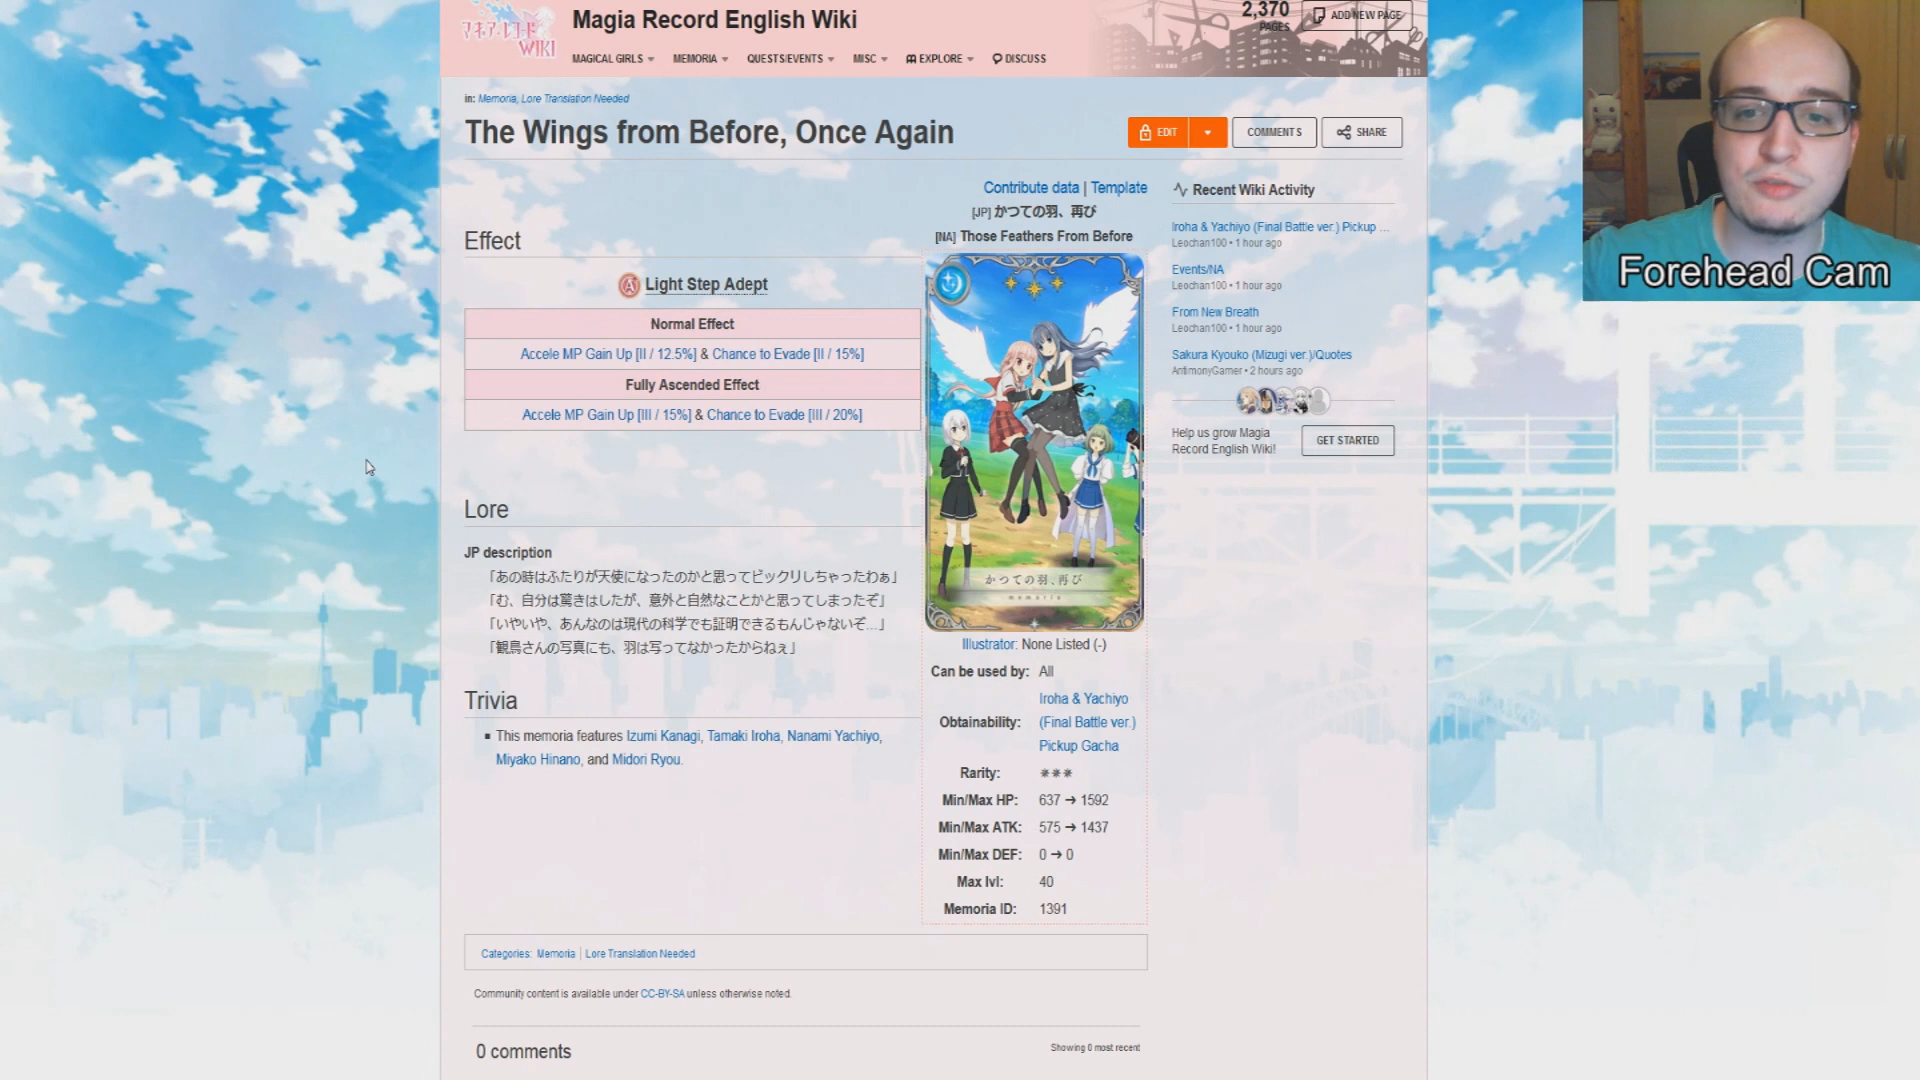 マギア・レコード
WIKI
Magia Record English Wiki
2,370
PAGES
ADD NEW PAGE
MAGICAL GIRLS
MEMORIA
QUESTS/EVENTS
MISC
EXPLORE
DISCUSS
in: Memoria, Lore Translation Needed
The Wings from Before, Once Again
EDIT
COMMENTS
SHARE
Contribute data | Template
[JP] かつての羽、再び
[NA] Those Feathers From Before
Effect
Light Step Adept
Normal Effect
Accele MP Gain Up [II / 12.5%] & Chance to Evade [II / 15%]
Fully Ascended Effect
Accele MP Gain Up [III / 15%] & Chance to Evade [III / 20%]
Lore
JP description
「あの時はふたりが天使になったのかと思ってビックリしちゃったわぁ」
「む、自分は驚きはしたが、意外と自然なことかと思ってしまったぞ」
「いやいや、あんなのは現代の科学でも証明できるもんじゃないぞ...」
「観鳥さんの写真にも、羽は写ってなかったからねぇ」
Trivia
This memoria features Izumi Kanagi, Tamaki Iroha, Nanami Yachiyo,
Miyako Hinano, and Midori Ryou.
かつての羽、再び
memoria
Illustrator: None Listed (-)
Can be used by: All
Obtainability: Iroha & Yachiyo
(Final Battle ver.)
Pickup Gacha
Rarity: ★★★
Min/Max HP: 637 → 1592
Min/Max ATK: 575 → 1437
Min/Max DEF: 0 → 0
Max lvl: 40
Memoria ID: 1391
Recent Wiki Activity
Iroha & Yachiyo (Final Battle ver.) Pickup ...
Leochan100 • 1 hour ago
Events/NA
Leochan100 • 1 hour ago
From New Breath
Leochan100 • 1 hour ago
Sakura Kyouko (Mizugi ver.)/Quotes
AntimonyGamer • 2 hours ago
Help us grow Magia
Record English Wiki!
GET STARTED
Forehead Cam
Categories: Memoria | Lore Translation Needed
Community content is available under CC-BY-SA unless otherwise noted.
0 comments
Showing 0 most recent